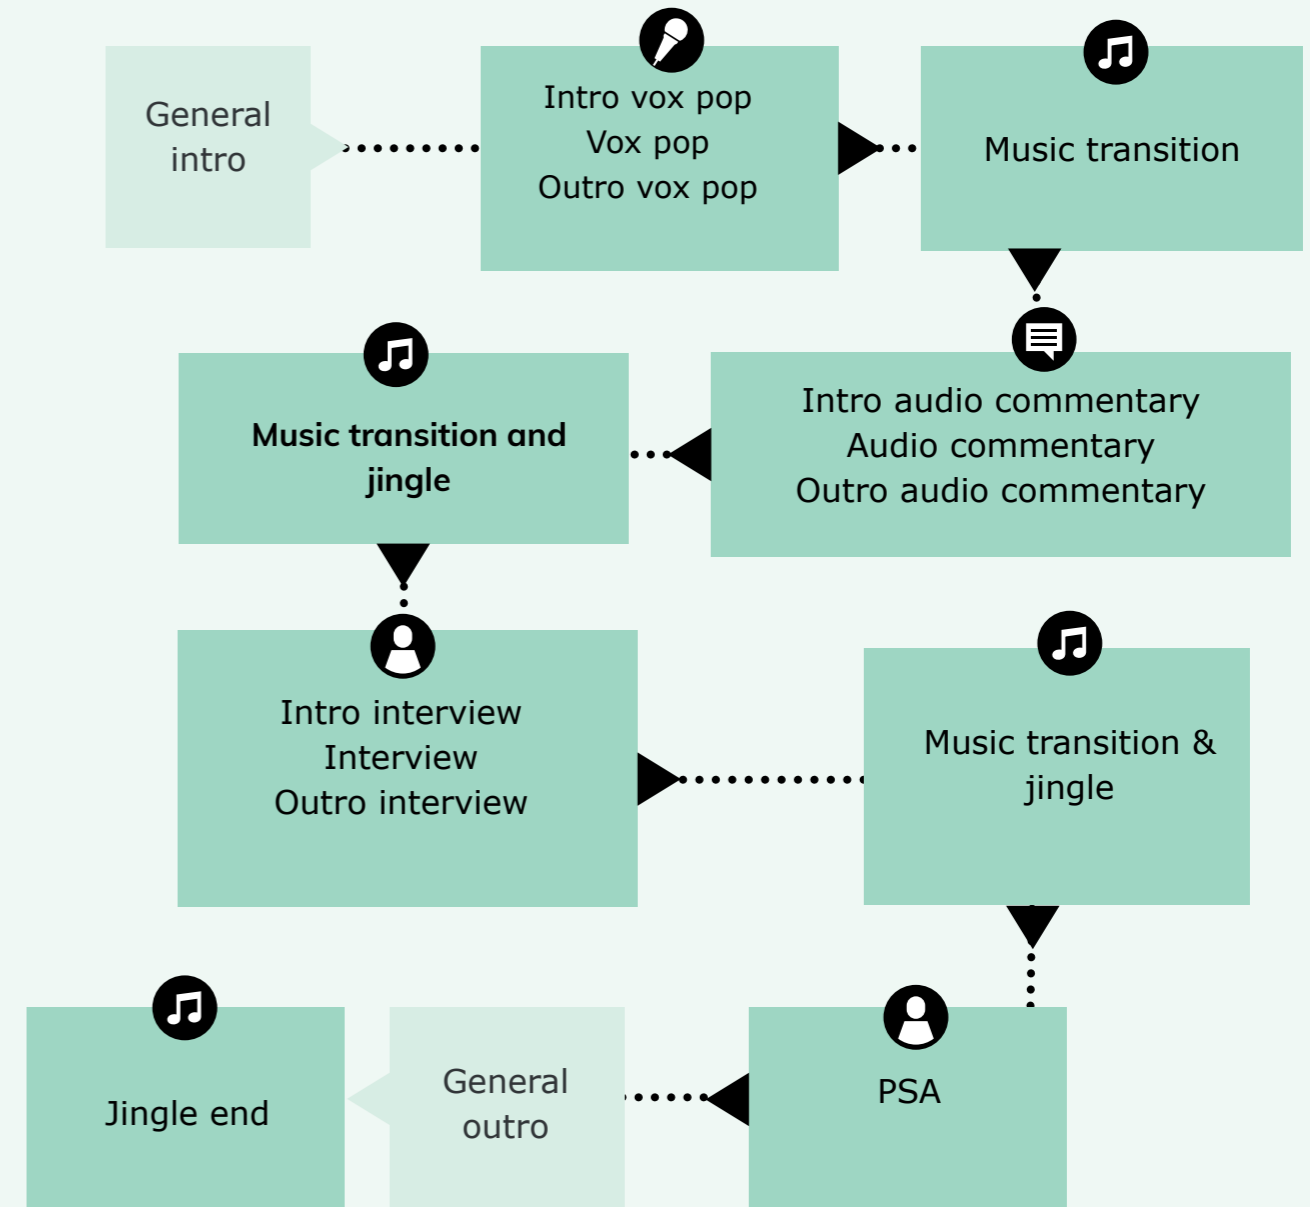 General
intro
Intro vox pop
Vox pop
Outro vox pop
Music transition
Intro audio commentary
Audio commentary
Outro audio commentary
Music transition and
jingle
Intro interview
Interview
Outro interview
Music transition &
jingle
PSA
General
outro
Jingle end